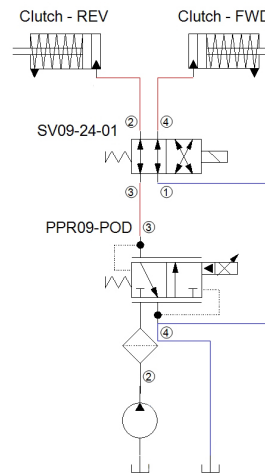 Clutch - REV Clutch - FWD
② ④
SV09-24-01
③ ①
PPR09-POD ③
④
②